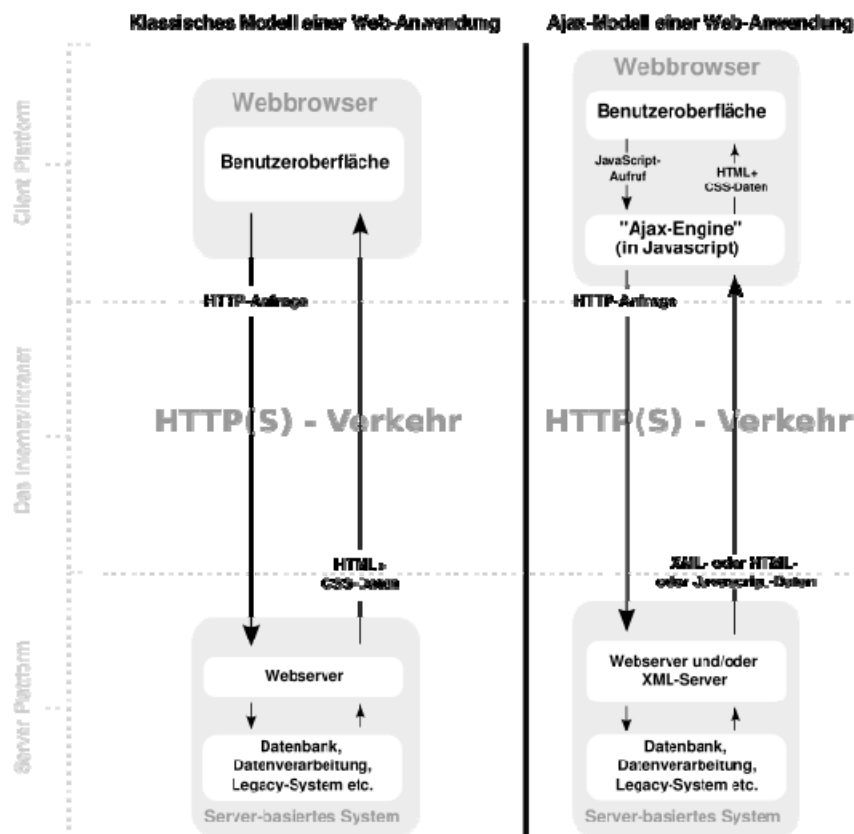 Klassisches Modell einer Web-Anwendung
Webbrowser
Benutzeroberfläche
HTTP-Anfrage
HTTP(S) - Verkehr
HTML+
CSS-Daten
Webserver
Datenbank,
Datenverarbeitung,
Legacy-System etc.
Server-basiertes System
Ajax-Modell einer Web-Anwendung
Webbrowser
Benutzeroberfläche
JavaScript-
Aufruf
HTML+
CSS-Daten
"Ajax-Engine"
(in Javascript)
HTTP-Anfrage
HTTP(S) - Verkehr
XML- oder HTML-
oder Javascrip.-Daten
Webserver und/oder
XML-Server
Datenbank,
Datenverarbeitung,
Legacy-System etc.
Server-basiertes System
Client Plattform
Das Internet/Intranet
Server Plattform